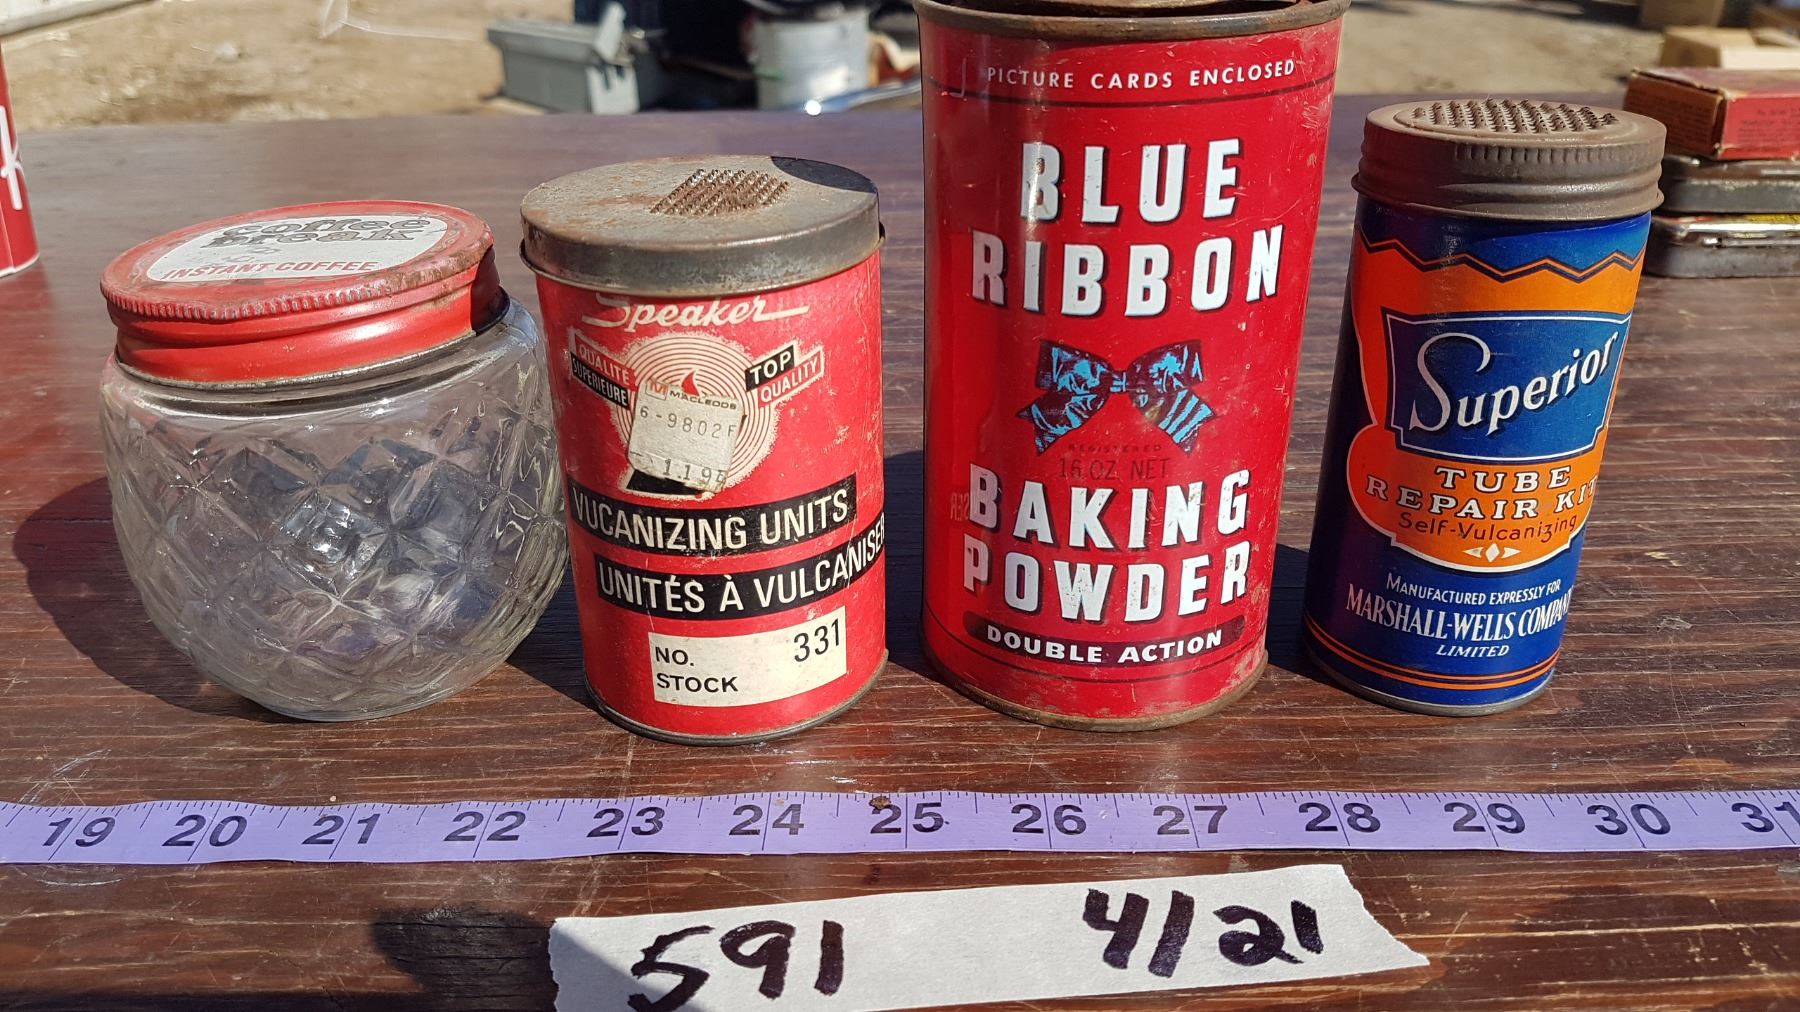 coffee
break
INSTANT COFFEE
Speaker
QUALITÉ
SUPÉRIEURE
TOP
QUALITY
MACLEODS
6-9802F
1.19
VUCANIZING UNITS
UNITÉS À VULCANISER
NO. 331
STOCK
PICTURE CARDS ENCLOSED
BLUE
RIBBON
REGISTERED
16 OZ NET
BAKING
POWDER
DOUBLE ACTION
Superior
TUBE
REPAIR KIT
Self-Vulcanizing
MANUFACTURED EXPRESSLY FOR
MARSHALL-WELLS COMPANY
LIMITED
19 20 21 22 23 24 25 26 27 28 29 30 31
591 4/21